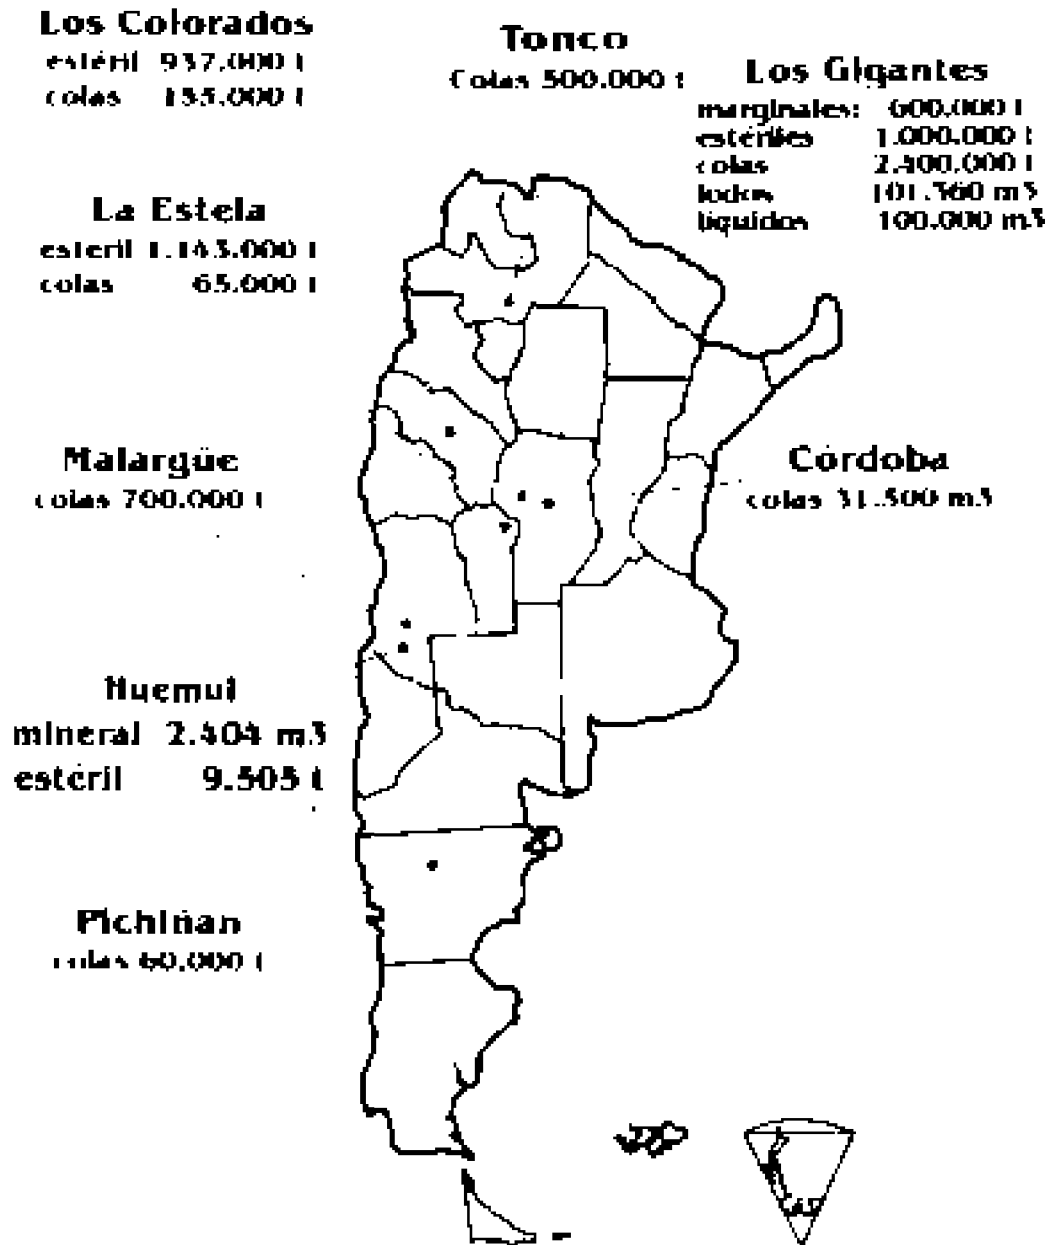 Los Colorados
estéril 937.000 t
colas 135.000 t
Tonco
Colas 500.000 t
Los Gigantes
marginales: 600.000 t
estériles 1.000.000 t
colas 2.400.000 t
lodos 101.360 m3
líquidos 100.000 m3
La Estela
esteril 1.143.000 t
colas 65.000 t
Malargüe
colas 700.000 t
Córdoba
colas 31.500 m3
Huemul
mineral 2.404 m3
estéril 9.505 t
Pichiñan
colas 60.000 t